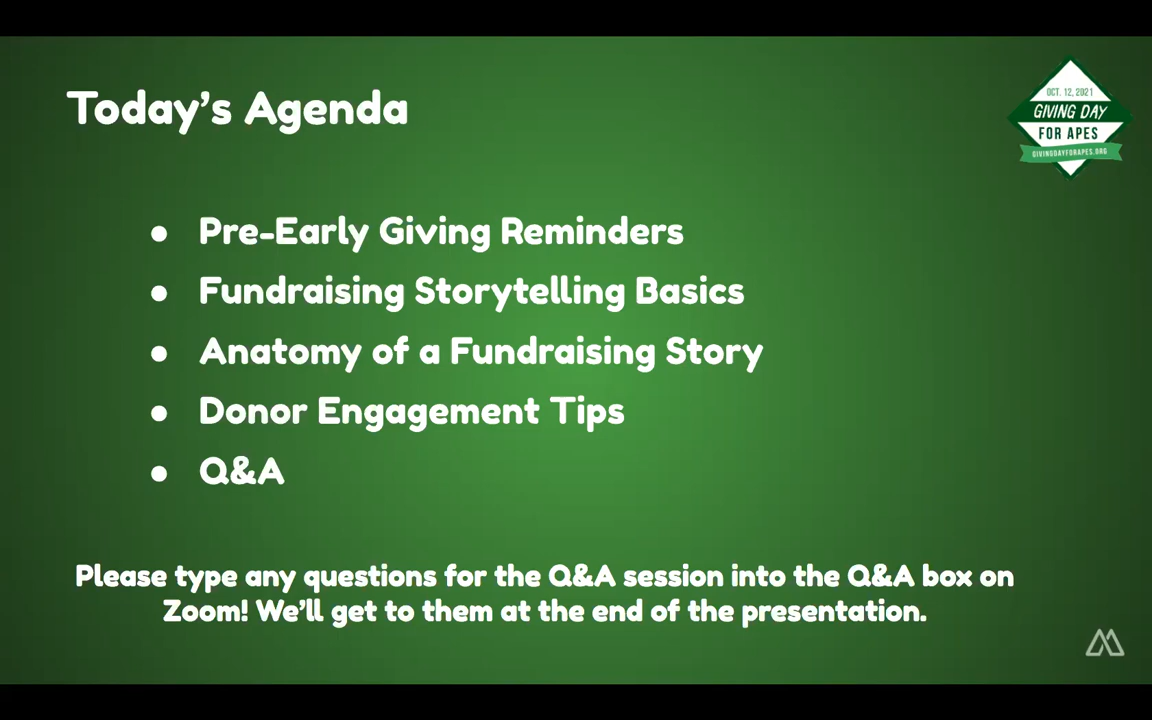 Today's Agenda
OCT. 12, 2021
GIVING DAY
FOR APES
GIVINGDAYFORAPES.ORG
● Pre-Early Giving Reminders
● Fundraising Storytelling Basics
● Anatomy of a Fundraising Story
● Donor Engagement Tips
● Q&A
Please type any questions for the Q&A session into the Q&A box on
Zoom! We'll get to them at the end of the presentation.